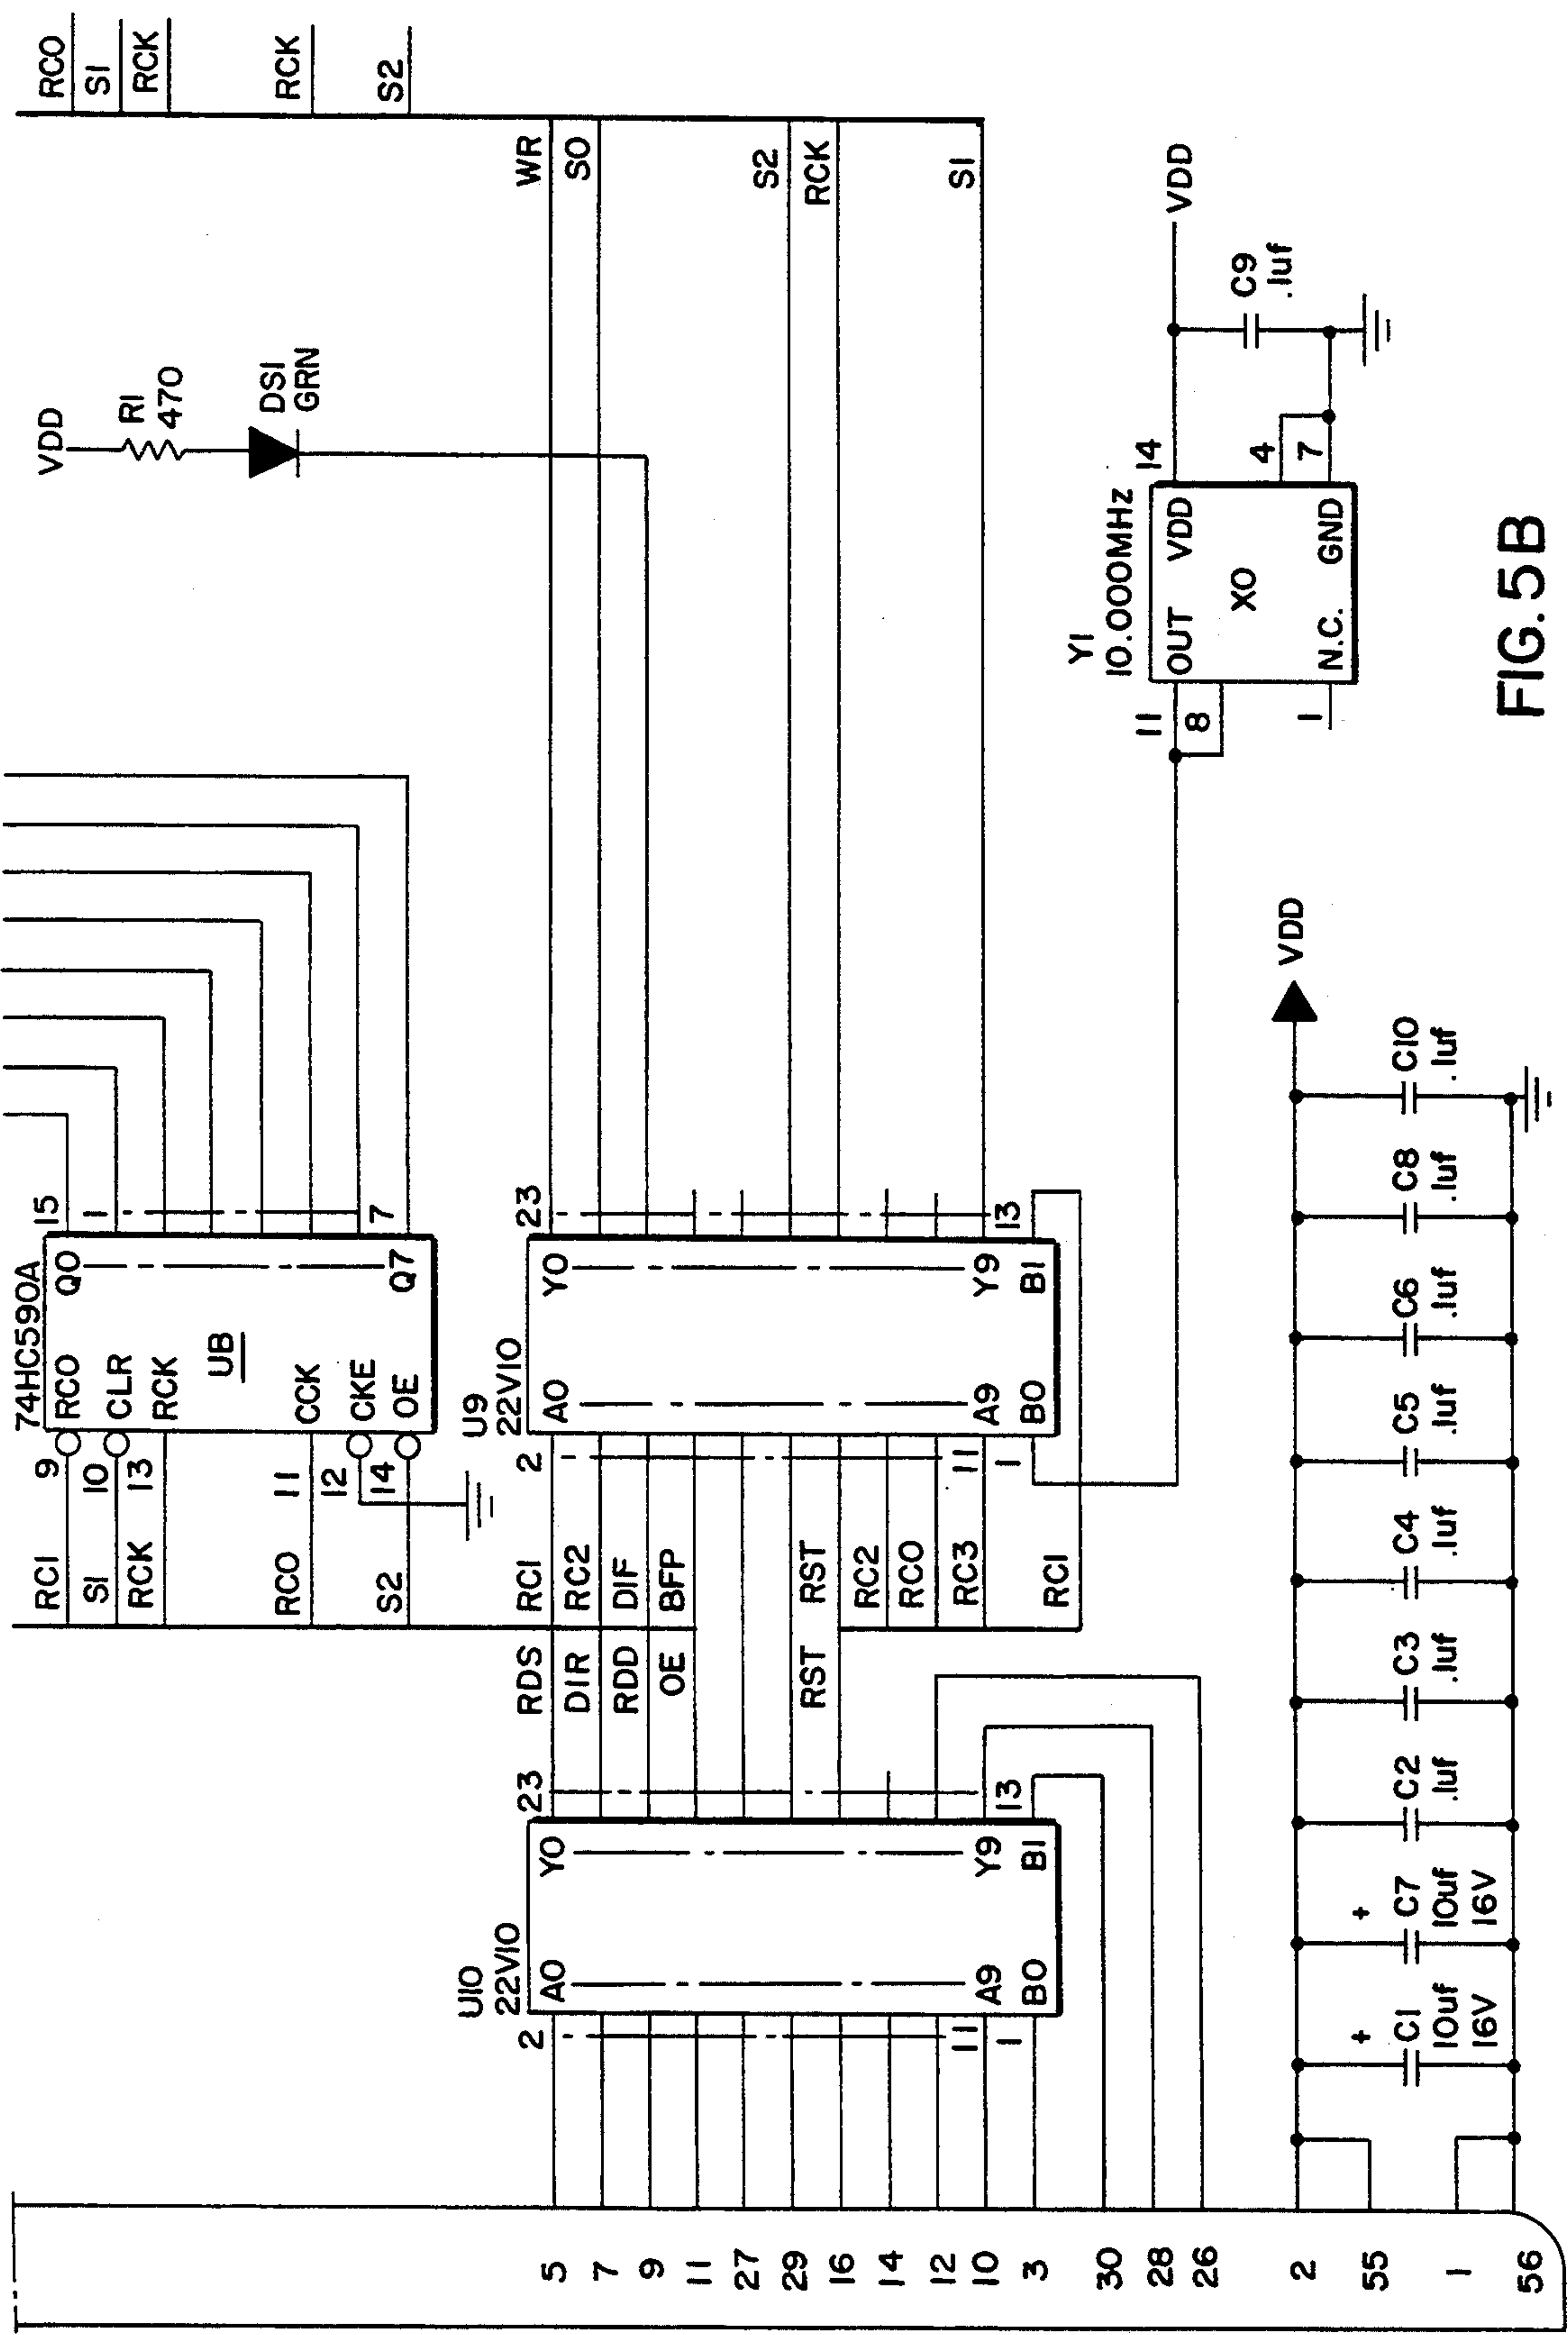 RCO
S1
RCK
RCK
S2
VDD
R1
470
DS1
GRN
74HC590A
9
RCO
Q0
15
10
CLR
1
13
RCK
UB
11
CCK
12
CKE
14
OE
Q7
7
RC1
S1
RCK
RCO
S2
U9
22V10
2
A0
Y0
23
11
A9
Y9
1
B0
B1
13
WR
S0
S2
RCK
S1
RDS
RC1
DIR
RC2
RDD
DIF
OE
BFP
RST
RST
RC2
RCO
RC3
RC1
U10
22V10
2
A0
Y0
23
11
A9
Y9
1
B0
B1
13
Y1
10.000MHz
11
OUT
VDD
14
8
XO
4
1
N.C.
GND
7
VDD
C9
.1uf
5
7
9
11
27
29
16
14
12
10
3
30
28
26
2
55
1
56
+
C1
10uf
16V
+
C7
10uf
16V
C2
.1uf
C3
.1uf
C4
.1uf
C5
.1uf
C6
.1uf
C8
.1uf
C10
.1uf
VDD
FIG. 5B